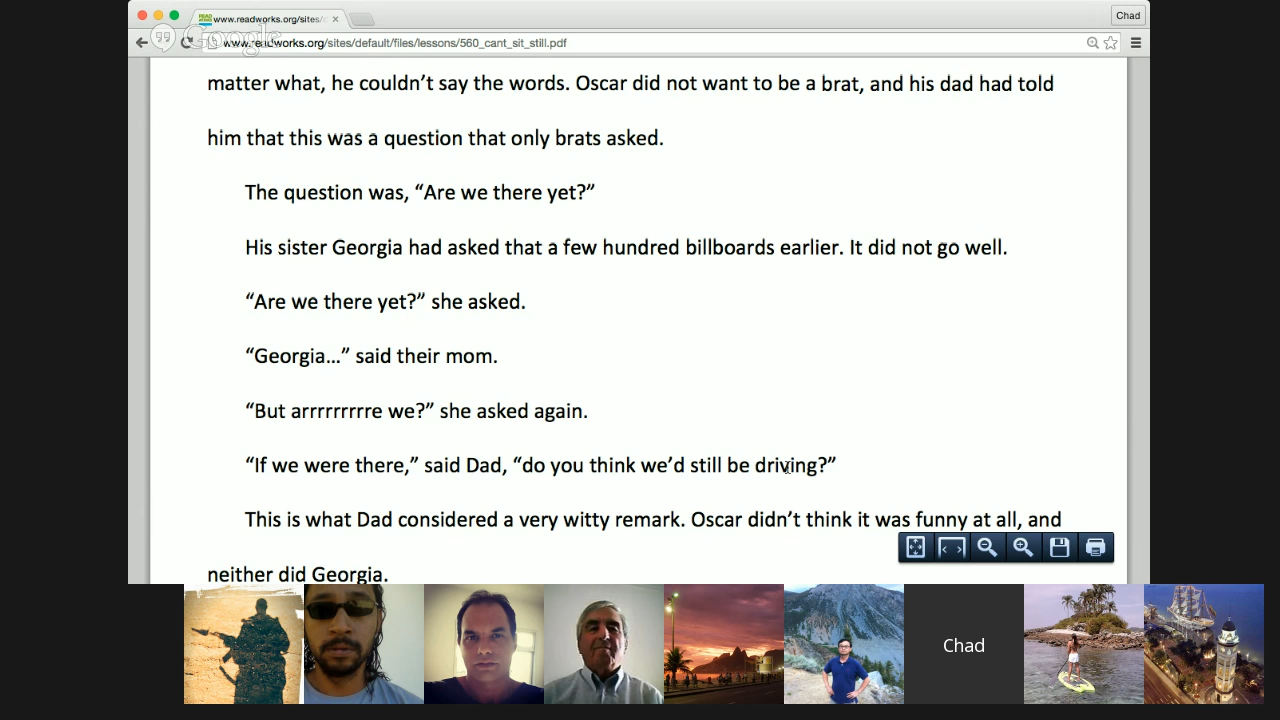 www.readworks.org/sites/
Chad
Google
www.readworks.org/sites/default/files/lessons/560_cant_sit_still.pdf
matter what, he couldn’t say the words. Oscar did not want to be a brat, and his dad had told
him that this was a question that only brats asked.
The question was, “Are we there yet?”
His sister Georgia had asked that a few hundred billboards earlier. It did not go well.
“Are we there yet?” she asked.
“Georgia…” said their mom.
“But arrrrrrrrre we?” she asked again.
“If we were there,” said Dad, “do you think we’d still be driving?”
This is what Dad considered a very witty remark. Oscar didn’t think it was funny at all, and
neither did Georgia.
Chad